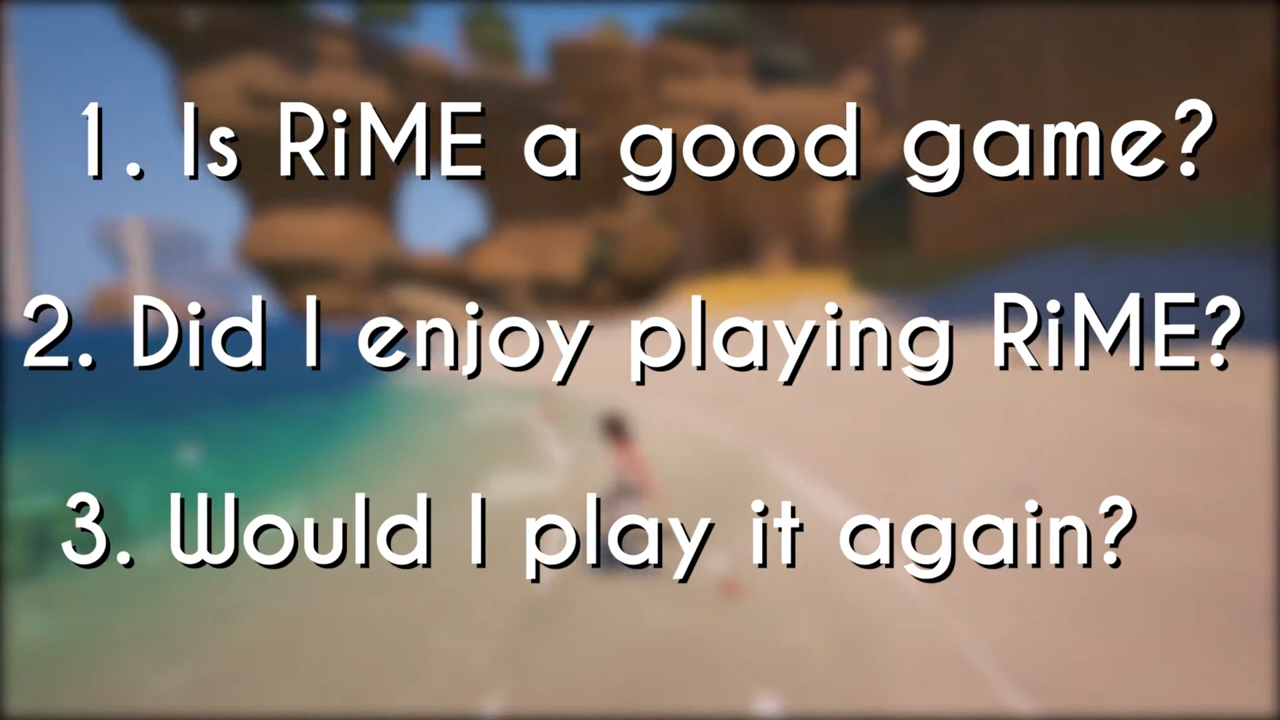 1. Is RiME a good game?
2. Did I enjoy playing RiME?
3. Would I play it again?